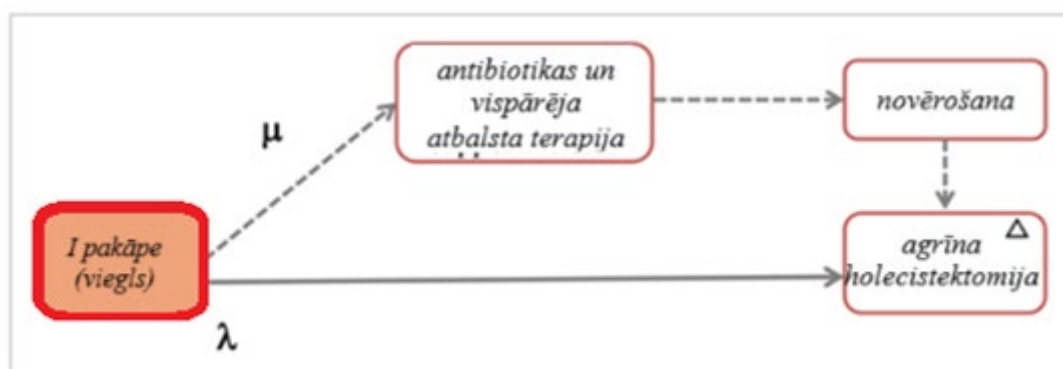 antibiotikas un
vispārēja
atbalsta terapija
novērošana
μ
I pakāpe
(viegls)
agrīna Δ
holecistektomija
λ